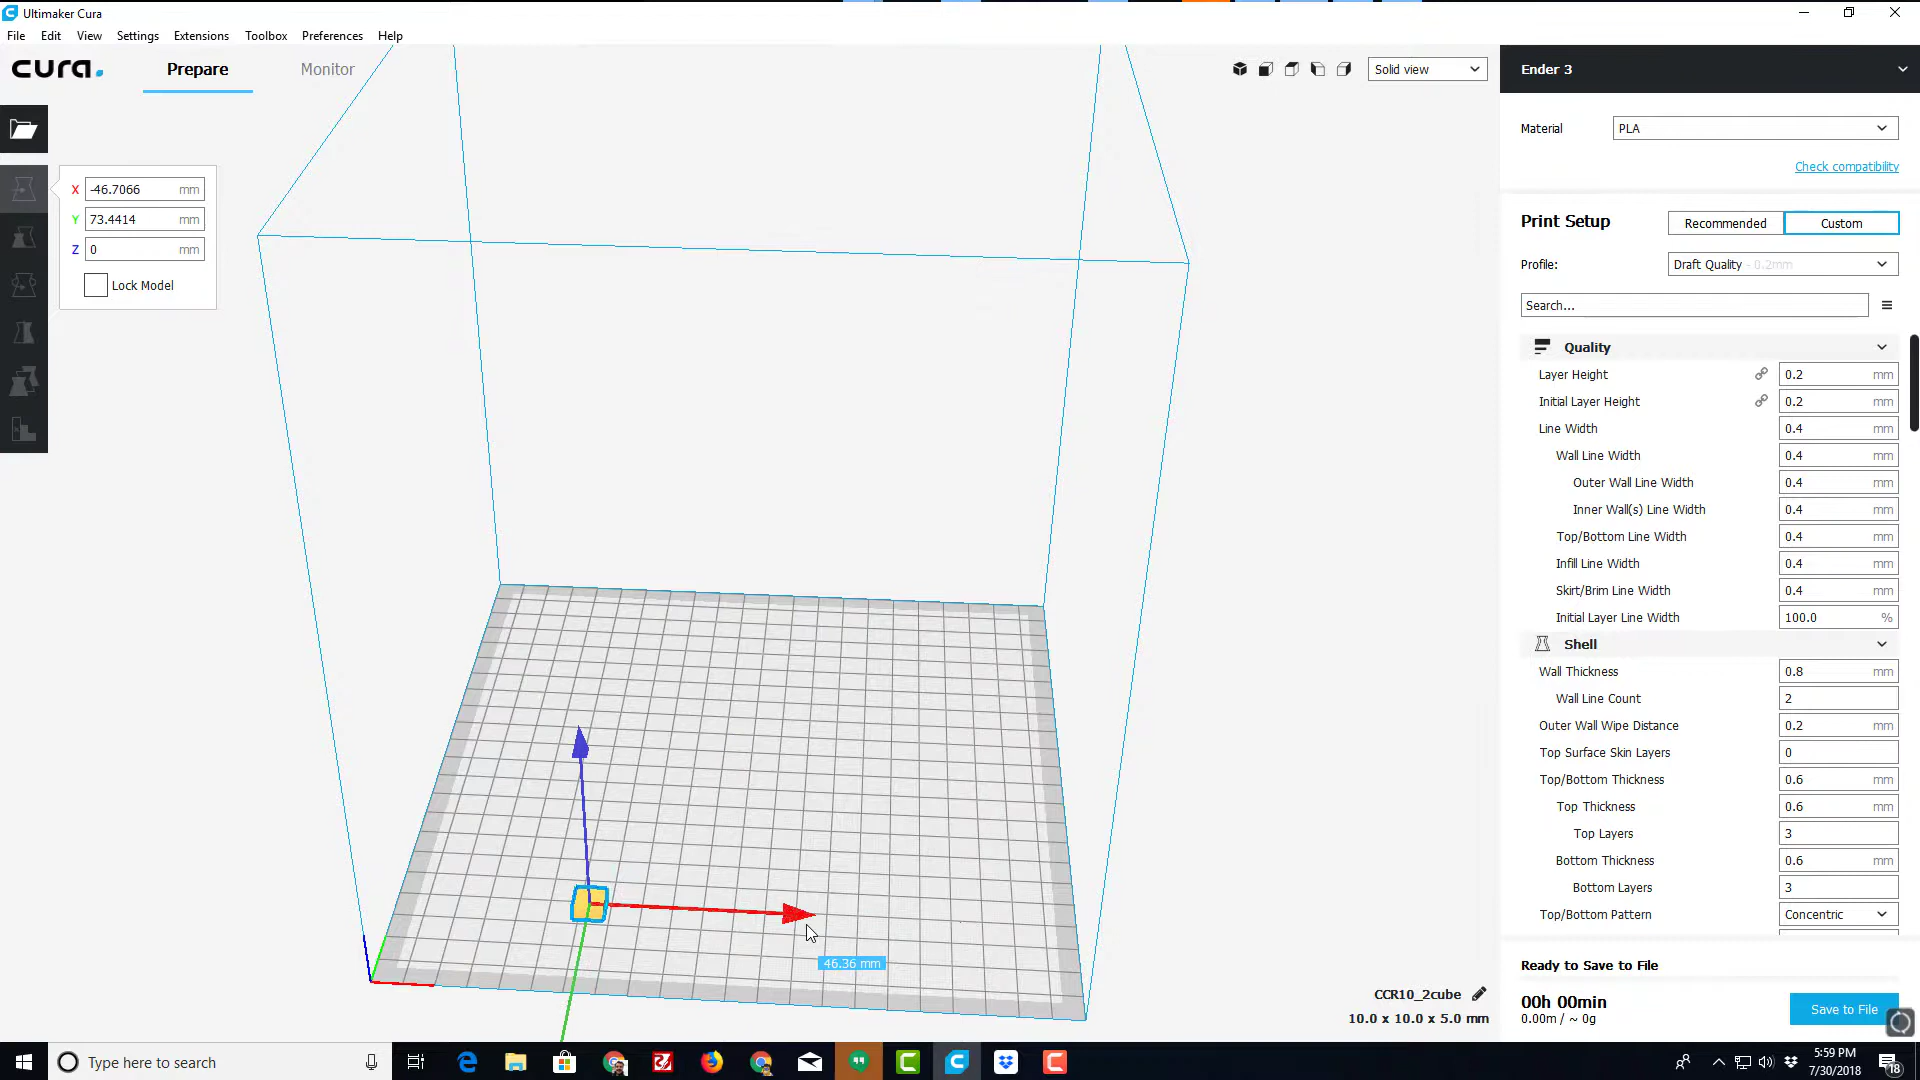 Ultimaker Cura
File Edit View Settings Extensions Toolbox Preferences Help
cura. Prepare Monitor
Solid view
Ender 3
Material PLA
Check compatibility
X -46.7066 mm
Y 73.4414 mm
Z 0 mm
Lock Model
Print Setup Recommended Custom
Profile: Draft Quality - 0.2mm
Search...
Quality
Layer Height 0.2 mm
Initial Layer Height 0.2 mm
Line Width 0.4 mm
Wall Line Width 0.4 mm
Outer Wall Line Width 0.4 mm
Inner Wall(s) Line Width 0.4 mm
Top/Bottom Line Width 0.4 mm
Infill Line Width 0.4 mm
Skirt/Brim Line Width 0.4 mm
Initial Layer Line Width 100.0 %
Shell
Wall Thickness 0.8 mm
Wall Line Count 2
Outer Wall Wipe Distance 0.2 mm
Top Surface Skin Layers 0
Top/Bottom Thickness 0.6 mm
Top Thickness 0.6 mm
Top Layers 3
Bottom Thickness 0.6 mm
Bottom Layers 3
Top/Bottom Pattern Concentric
46.36 mm
CCR10_2cube
10.0 x 10.0 x 5.0 mm
Ready to Save to File
00h 00min
0.00m / ~ 0g
Save to File
Type here to search
5:59 PM
7/30/2018
18